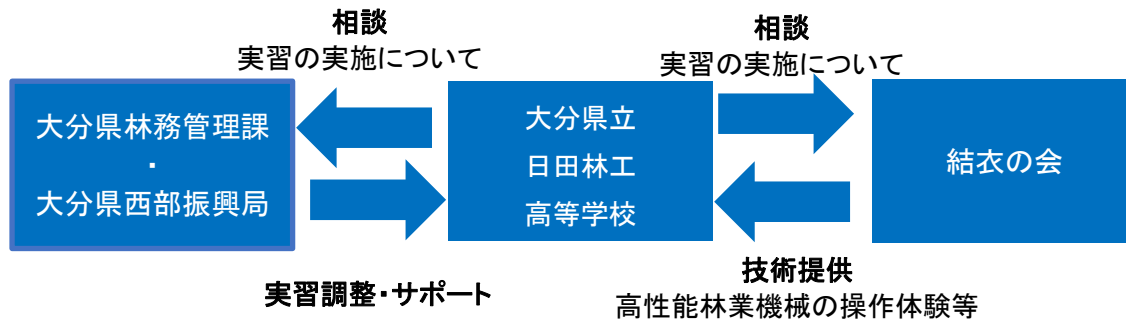 相談
実習の実施について
相談
実習の実施について
大分県林務管理課
・
大分県西部振興局
大分県立
日田林工
高等学校
結衣の会
実習調整・サポート
技術提供
高性能林業機械の操作体験等